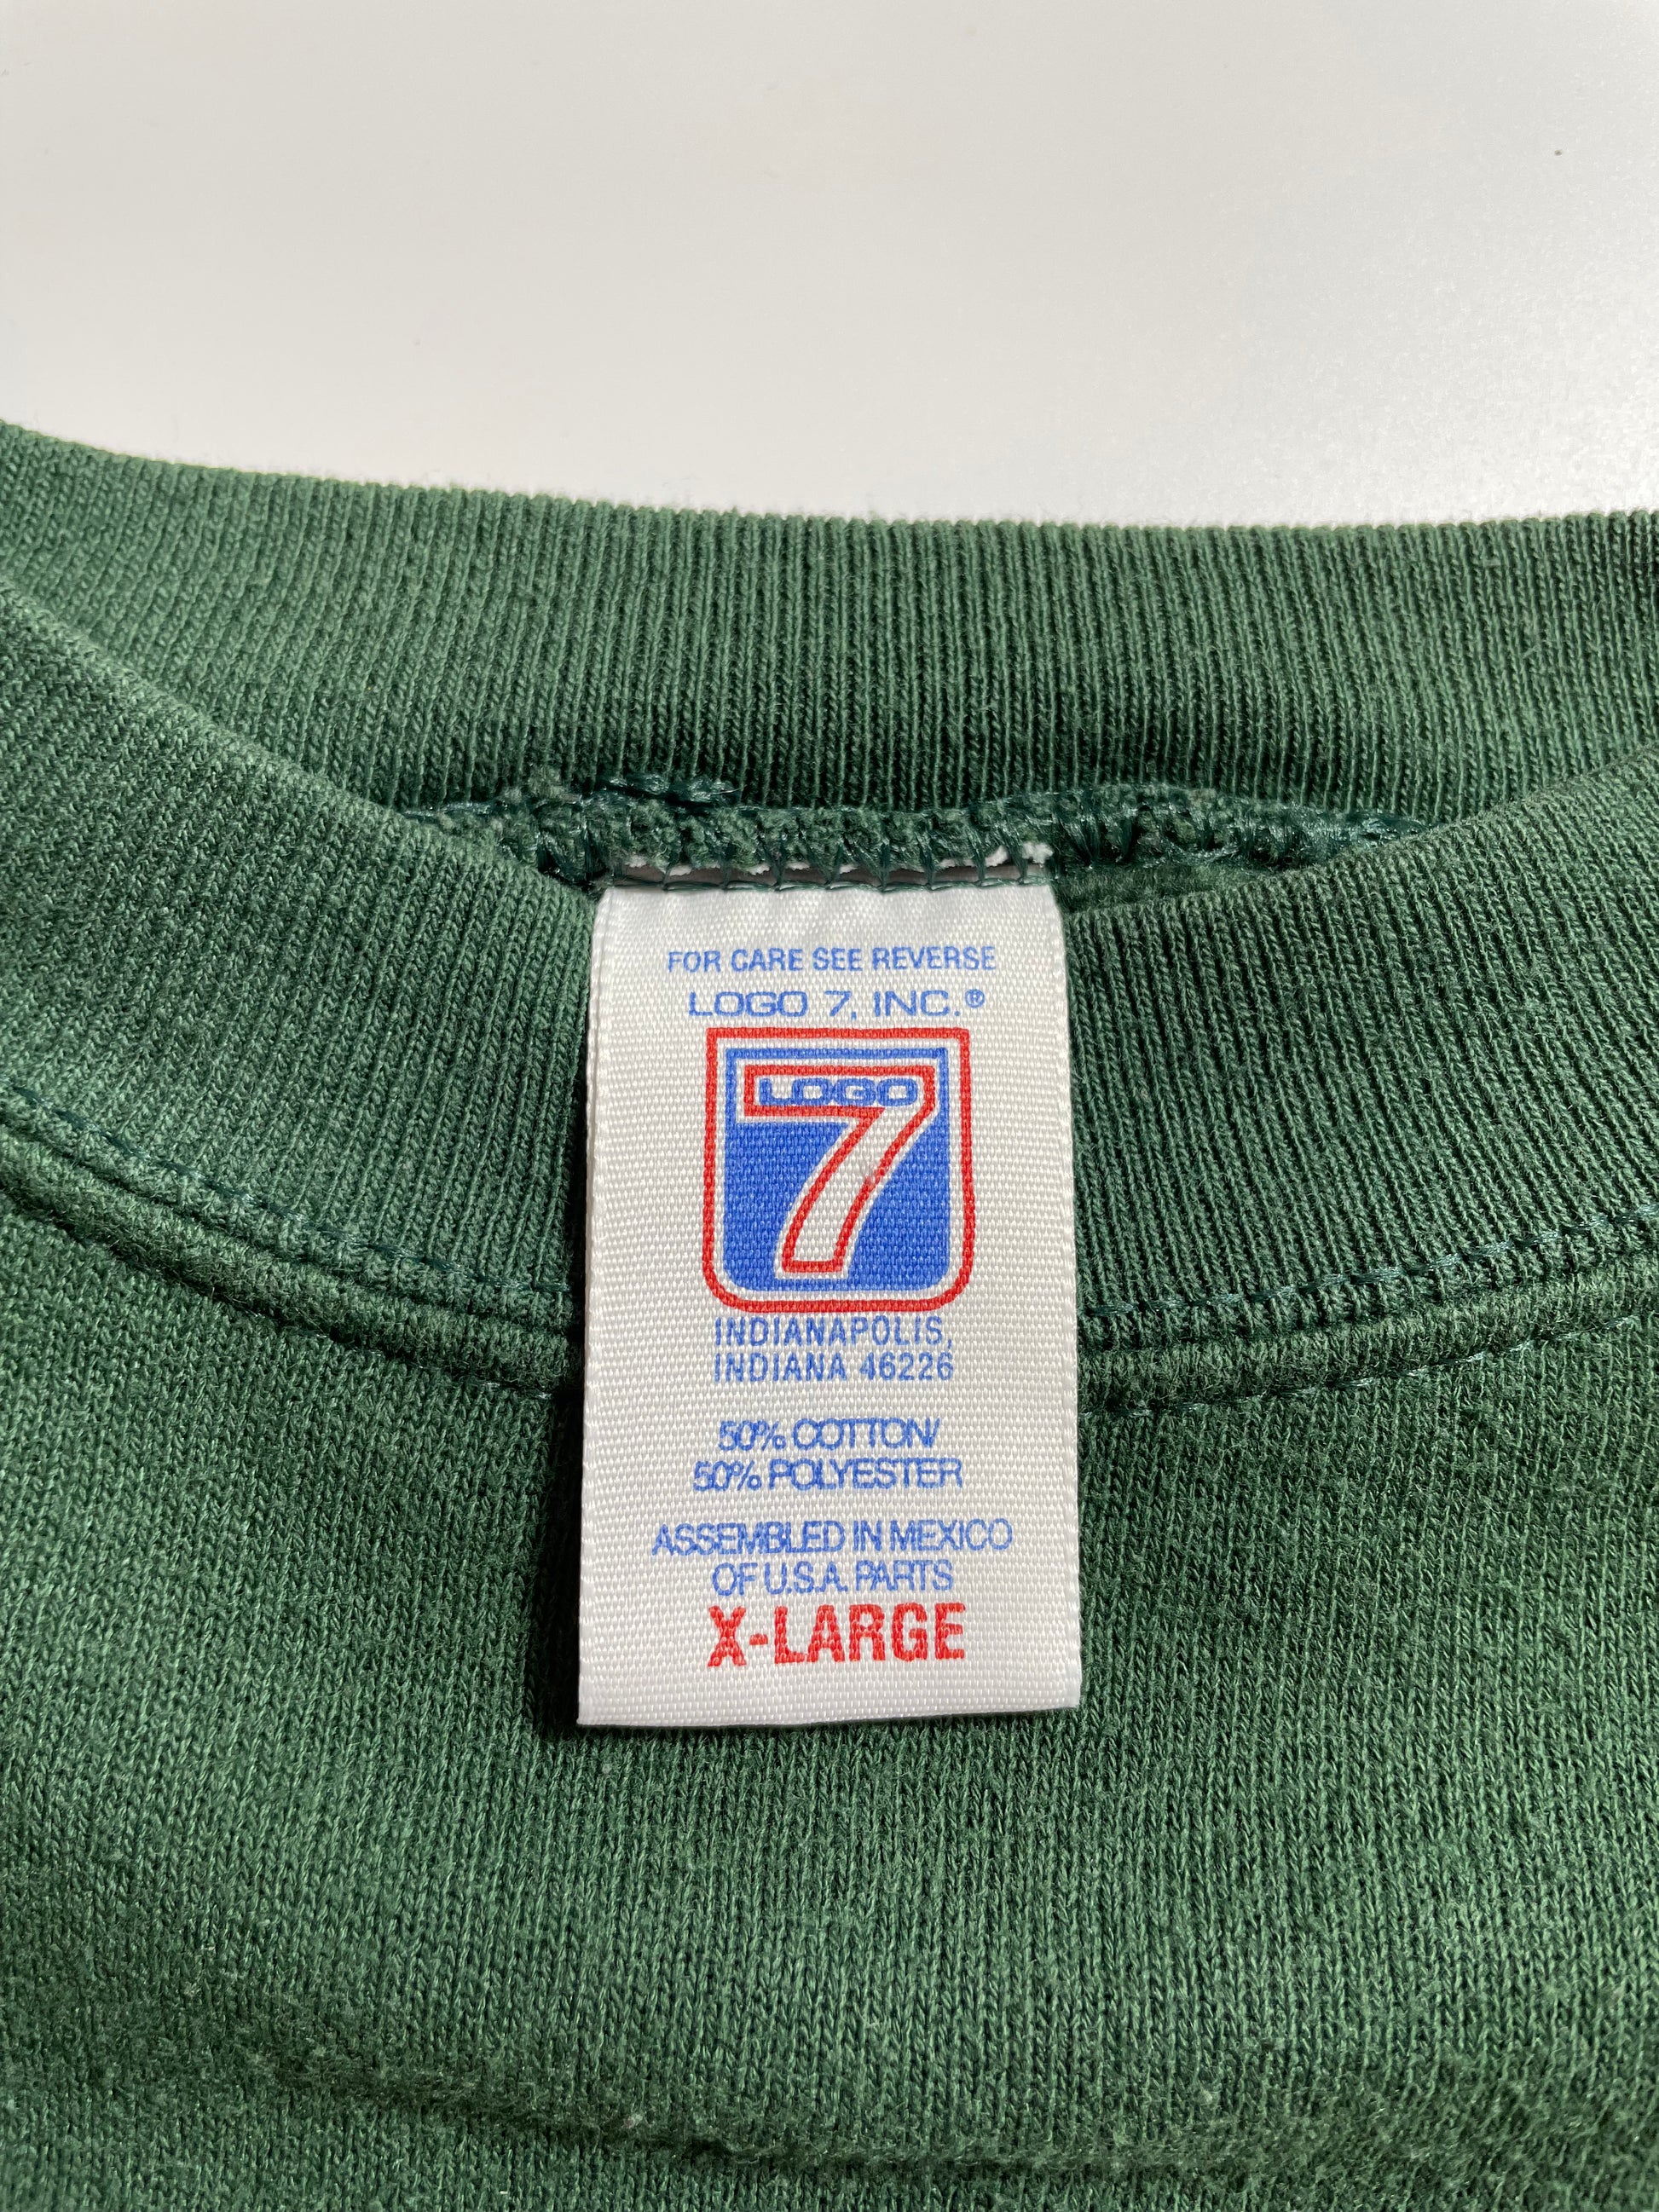 FOR CARE SEE REVERSE
LOGO 7, INC.®
LOGO
7
INDIANAPOLIS,
INDIANA 46226
50% COTTON/
50% POLYESTER
ASSEMBLED IN MEXICO
OF U.S.A. PARTS
X-LARGE